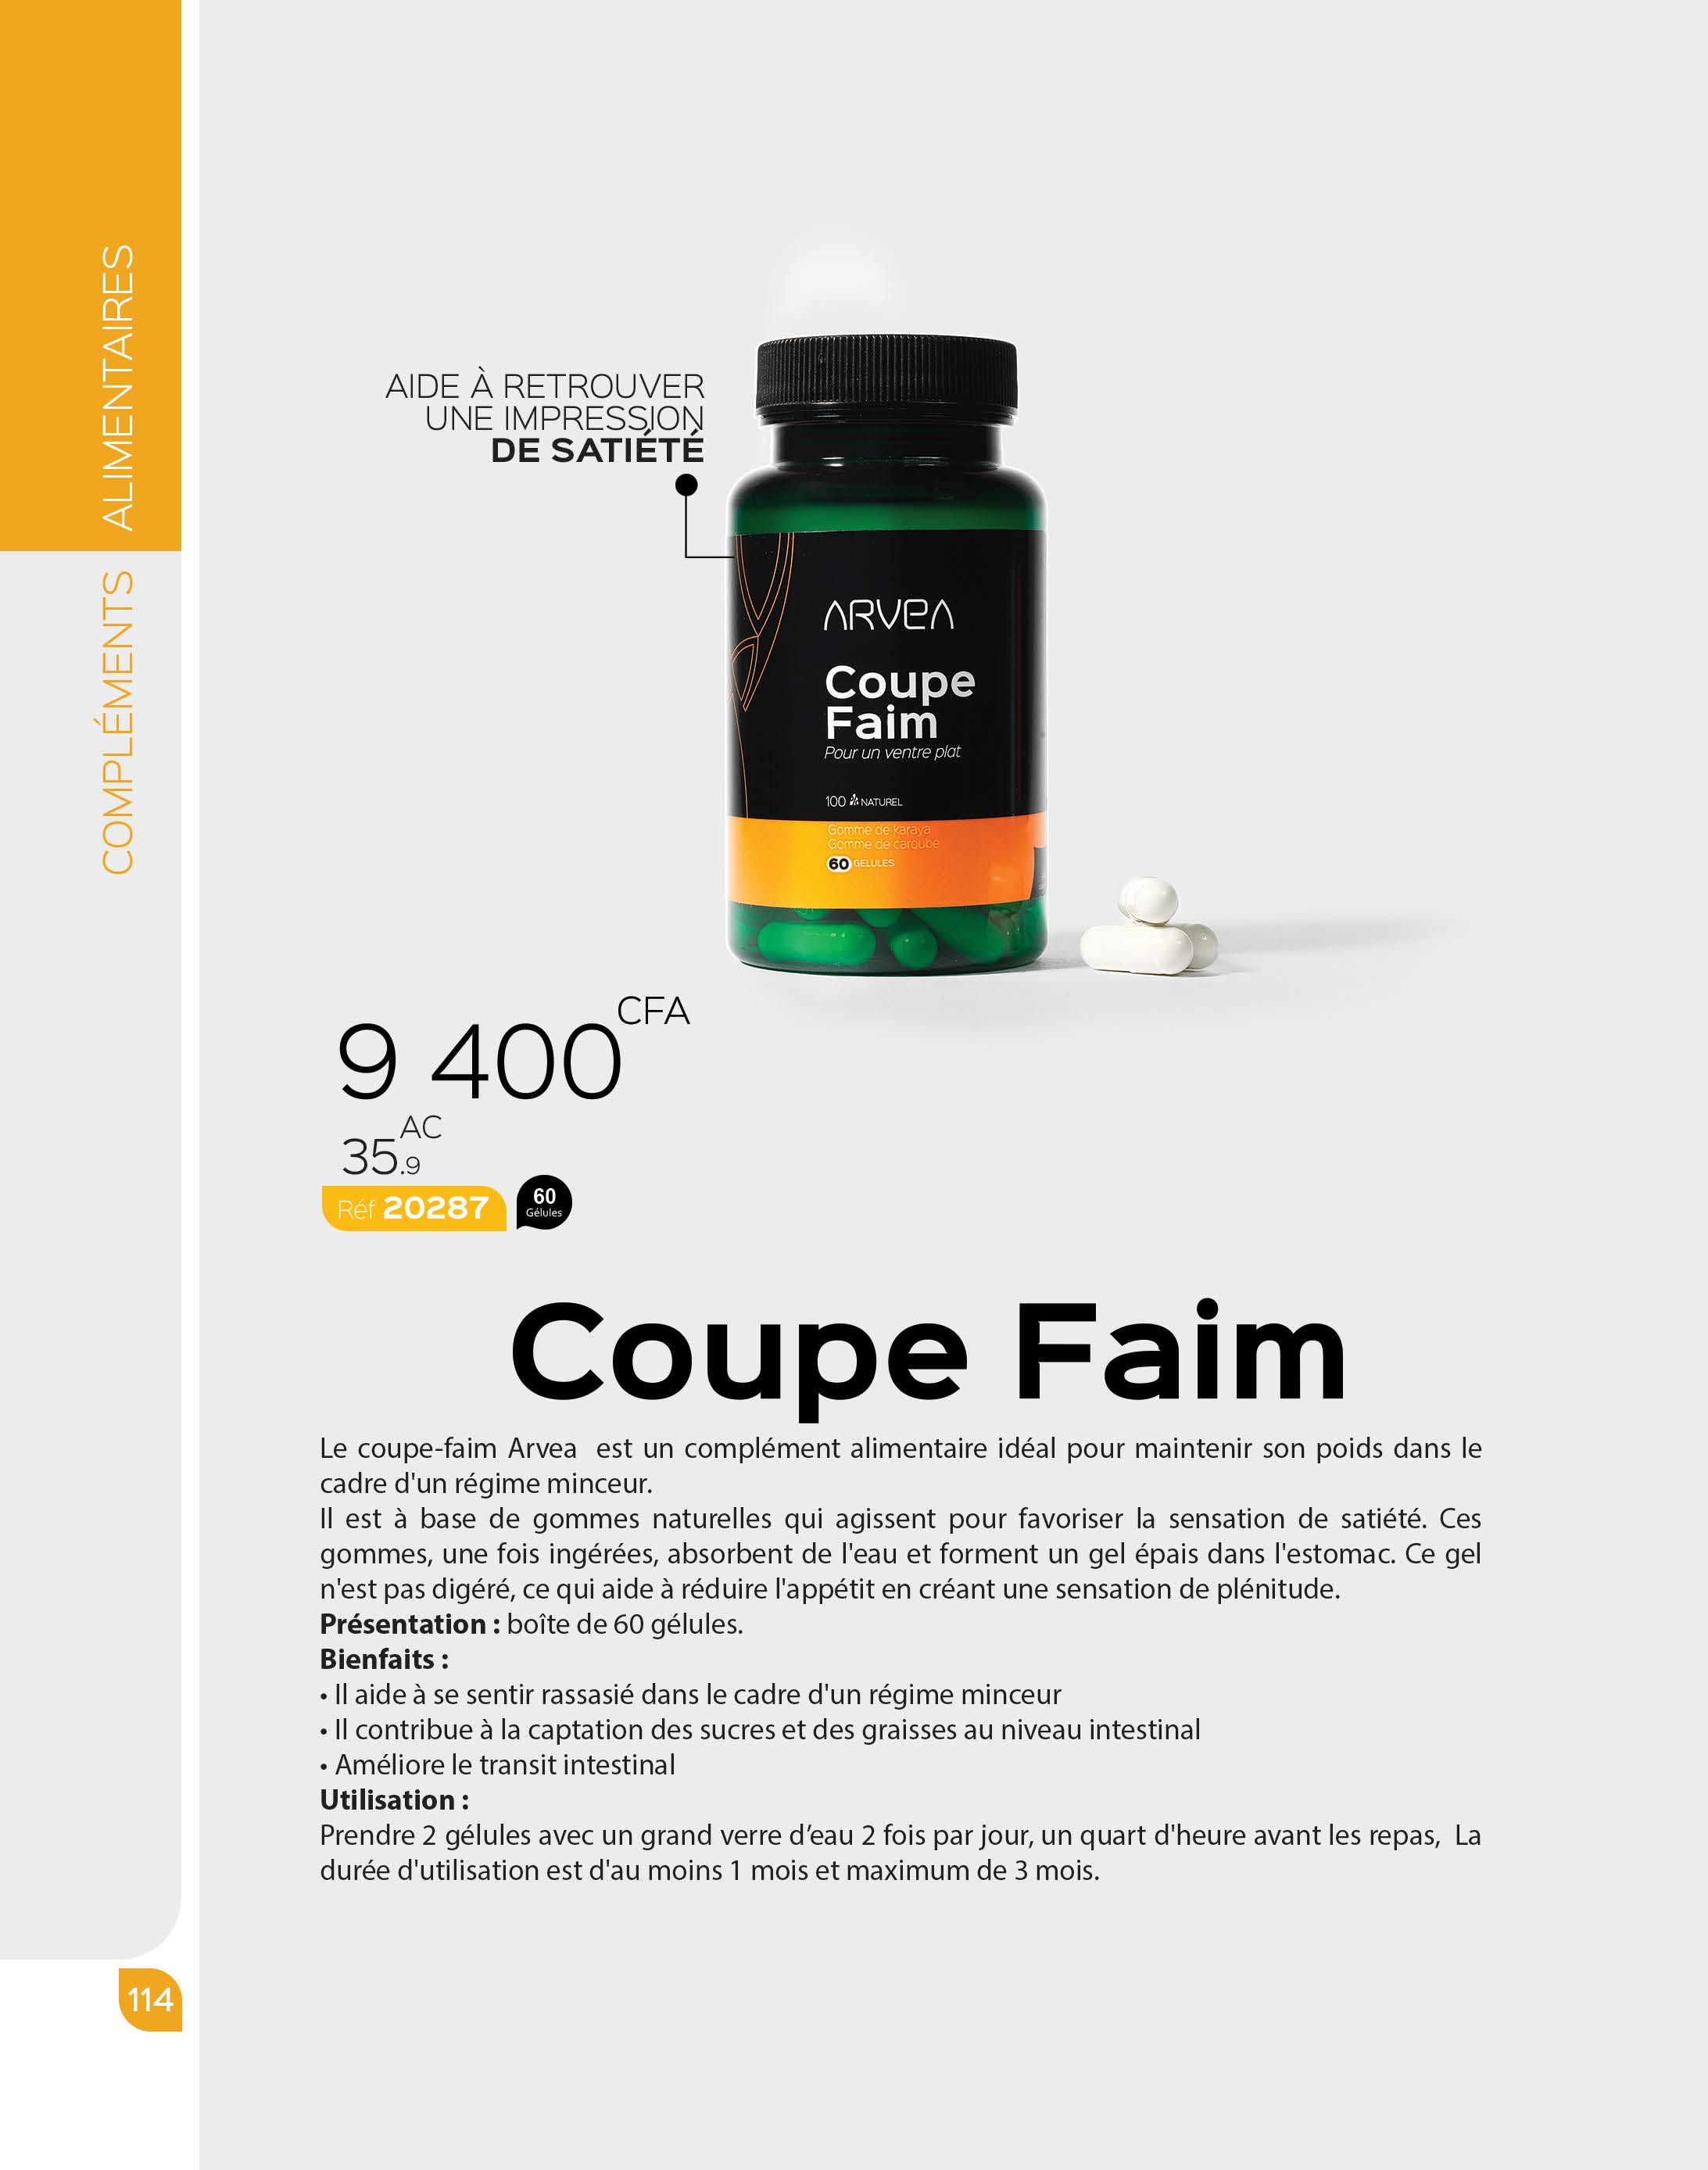 COMPLÉMENTS ALIMENTAIRES
AIDE À RETROUVER
UNE IMPRESSION
DE SATIÉTÉ
ARVEA
Coupe
Faim
Pour un ventre plat
100 NATUREL
Gomme de karaya
Gomme de caroube
60 GELULES
9 400 CFA
35.9 AC
Réf 20287
60
Gélules
Coupe Faim
Le coupe-faim Arvea est un complément alimentaire idéal pour maintenir son poids dans le
cadre d'un régime minceur.
Il est à base de gommes naturelles qui agissent pour favoriser la sensation de satiété. Ces
gommes, une fois ingérées, absorbent de l'eau et forment un gel épais dans l'estomac. Ce gel
n'est pas digéré, ce qui aide à réduire l'appétit en créant une sensation de plénitude.
Présentation : boîte de 60 gélules.
Bienfaits :
• Il aide à se sentir rassasié dans le cadre d'un régime minceur
• Il contribue à la captation des sucres et des graisses au niveau intestinal
• Améliore le transit intestinal
Utilisation :
Prendre 2 gélules avec un grand verre d’eau 2 fois par jour, un quart d'heure avant les repas, La
durée d'utilisation est d'au moins 1 mois et maximum de 3 mois.
114